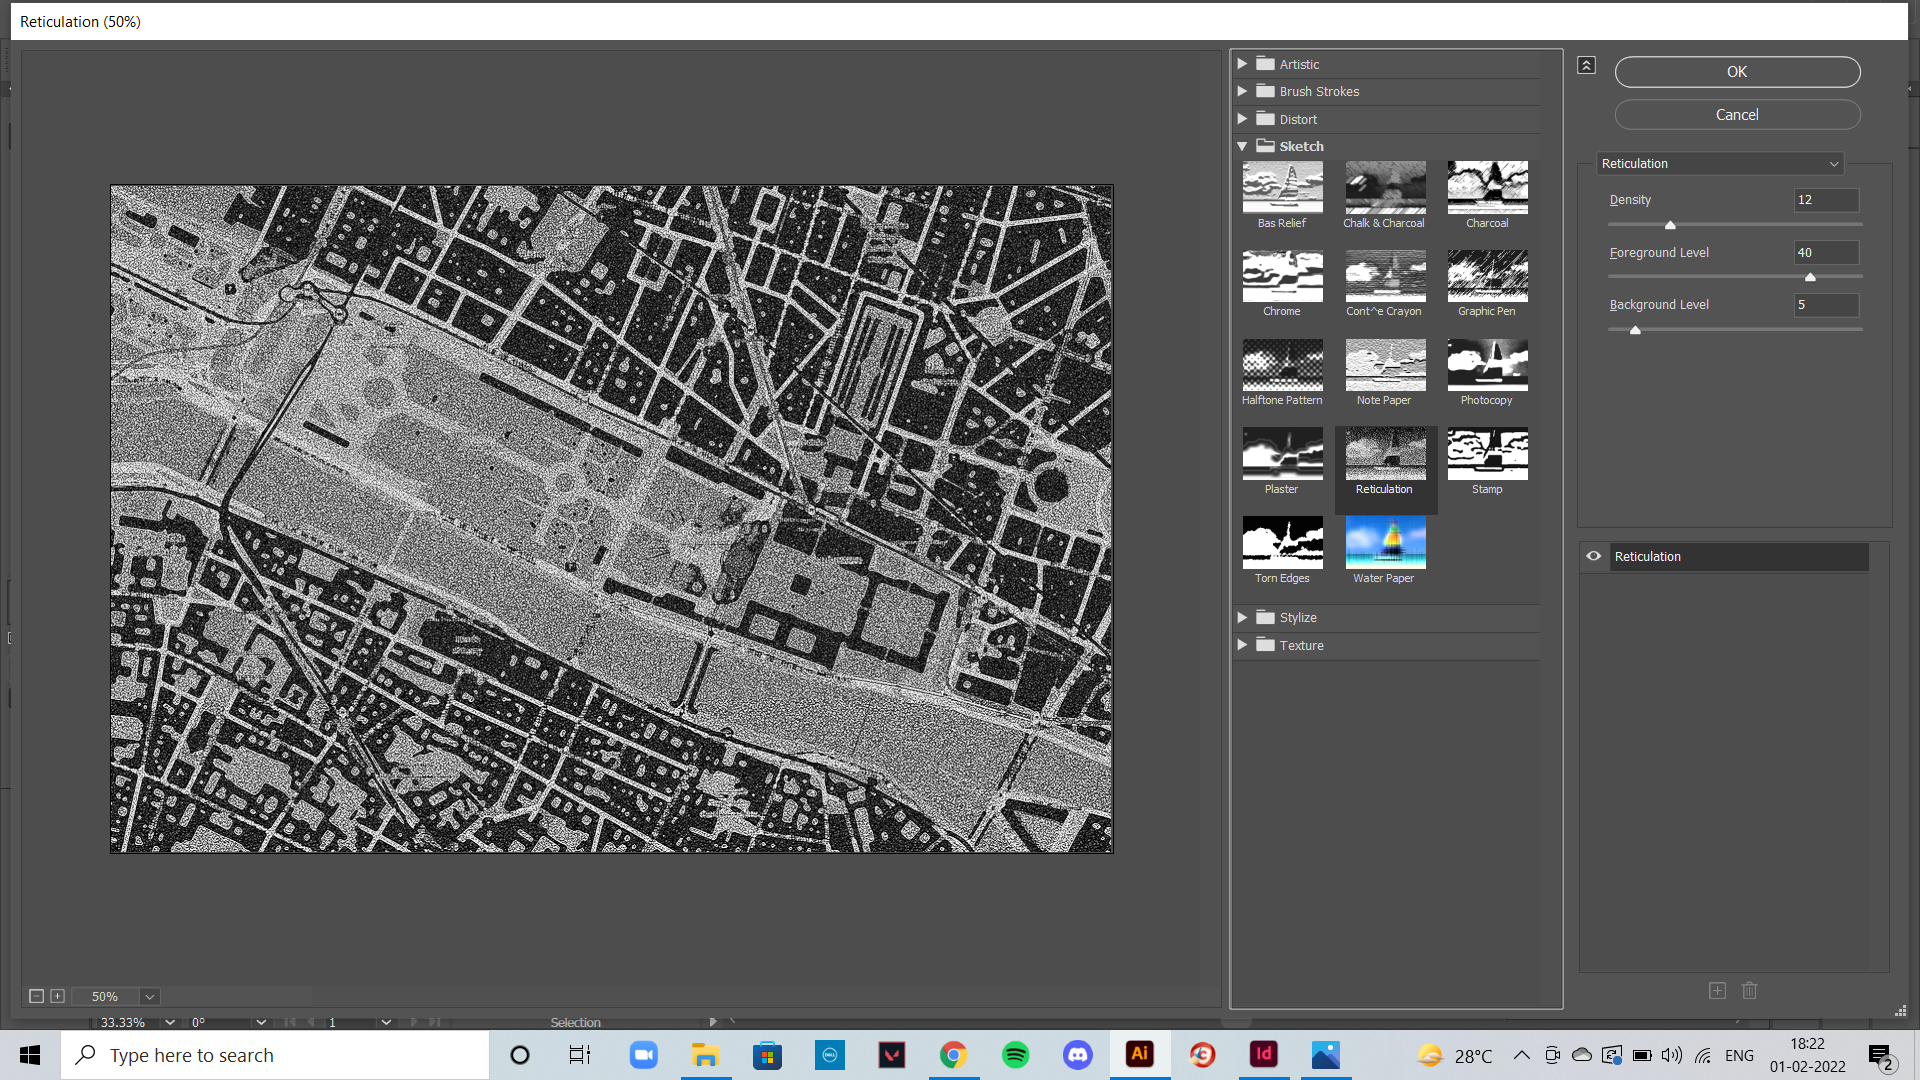 Reticulation (50%)
Artistic
Brush Strokes
Distort
Sketch
Bas Relief
Chalk & Charcoal
Charcoal
Chrome
Cont^e Crayon
Graphic Pen
Halftone Pattern
Note Paper
Photocopy
Plaster
Reticulation
Stamp
Torn Edges
Water Paper
Stylize
Texture
OK
Cancel
Reticulation
Density 12
Foreground Level 40
Background Level 5
Reticulation
50%
33.33% 0° 1 Selection
Type here to search
DELL
Ai
Id
28°C
ENG
18:22
01-02-2022
2